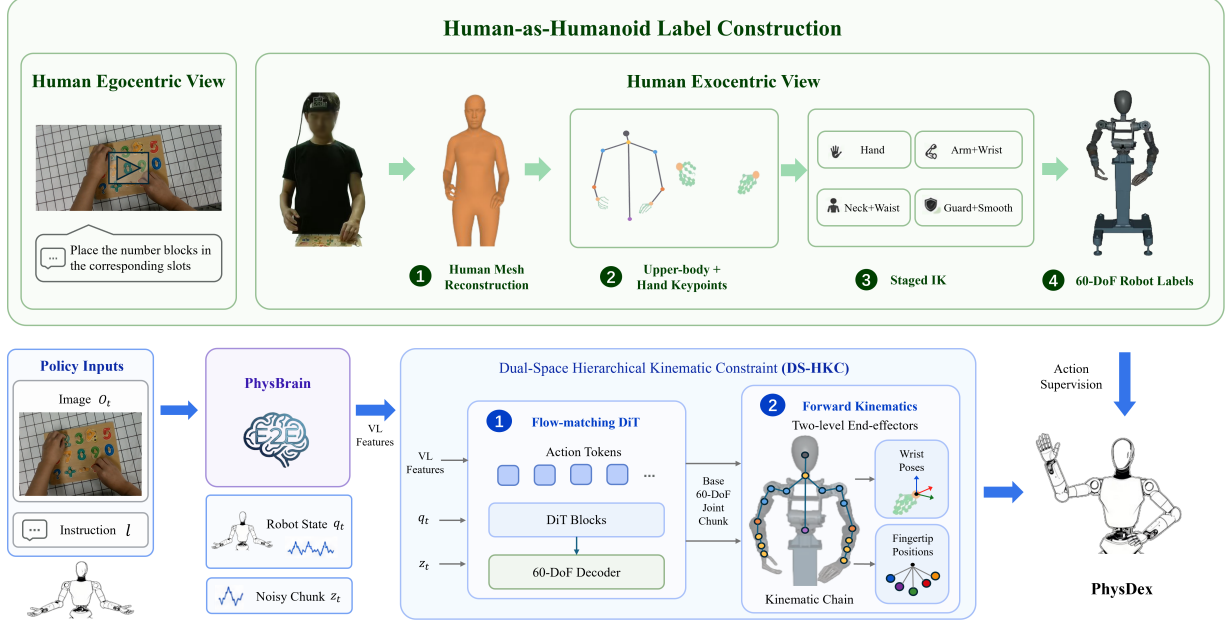 Human-as-Humanoid Label Construction
Human Egocentric View
Place the number blocks in
the corresponding slots
Human Exocentric View
1 Human Mesh
Reconstruction
2 Upper-body +
Hand Keypoints
Hand
Arm+Wrist
Neck+Waist
Guard+Smooth
3 Staged IK
4 60-DoF Robot Labels
Policy Inputs
Image O_t
Instruction l
PhysBrain
E2E
Robot State q_t
Noisy Chunk z_t
VL
Features
Dual-Space Hierarchical Kinematic Constraint (DS-HKC)
1 Flow-matching DiT
VL
Features
q_t
z_t
Action Tokens
...
DiT Blocks
60-DoF Decoder
Base
60-DoF
Joint
Chunk
2 Forward Kinematics
Two-level End-effectors
Kinematic Chain
Wrist
Poses
Fingertip
Positions
Action
Supervision
PhysDex